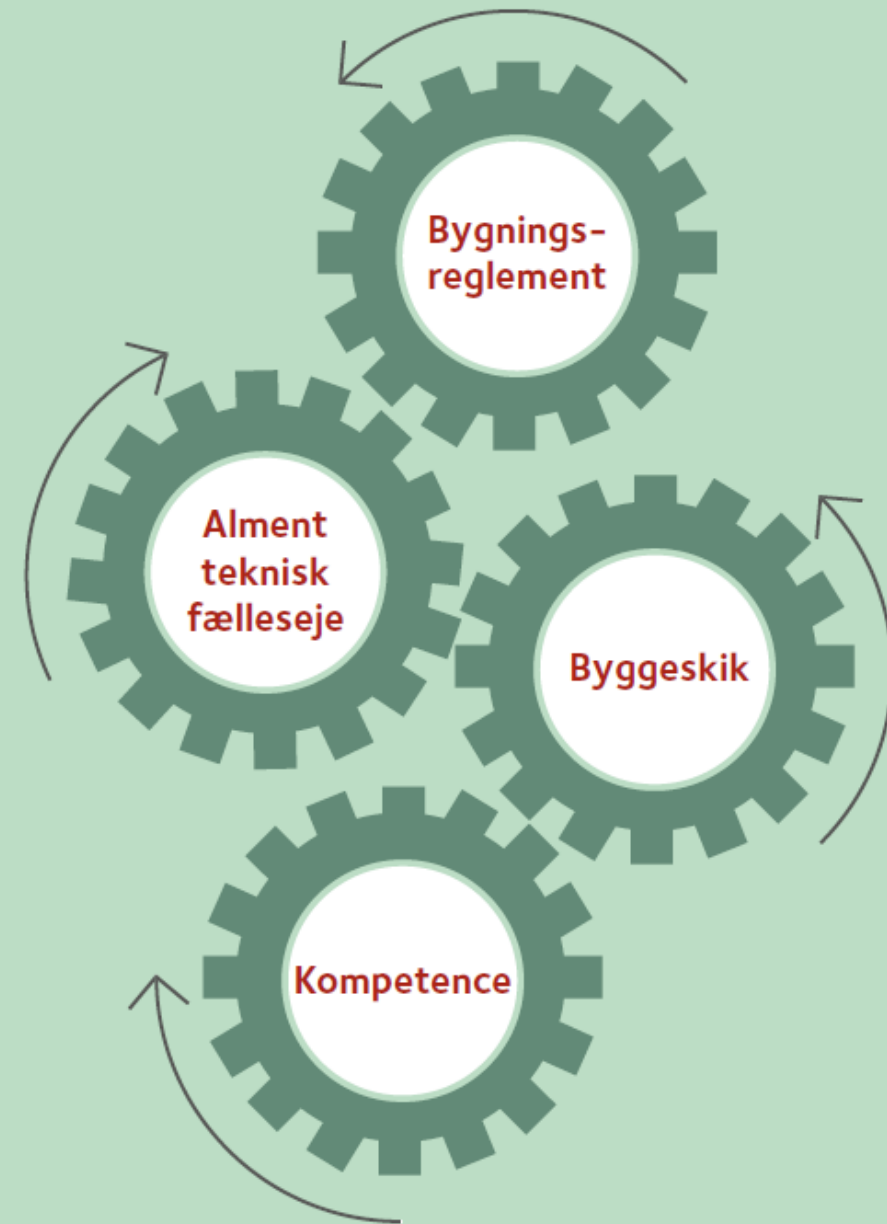 Bygnings-
reglement
Alment
teknisk
fælleseje
Byggeskik
Kompetence